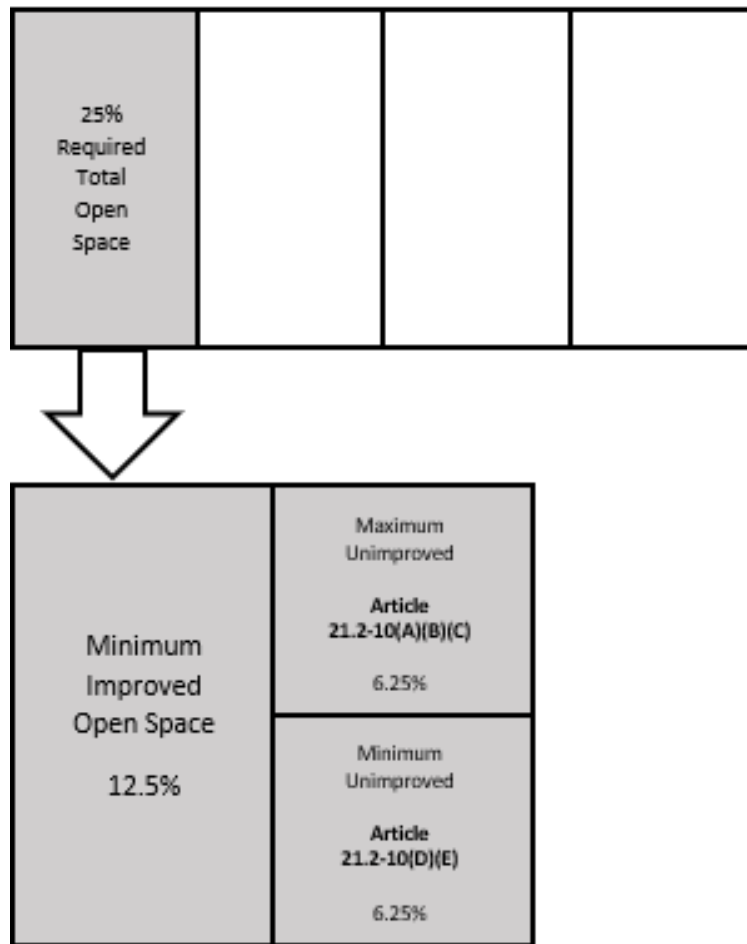 25%
Required
Total
Open
Space
Minimum
Improved
Open Space
12.5%
Maximum
Unimproved
Article
21.2-10(A)(B)(C)
6.25%
Minimum
Unimproved
Article
21.2-10(D)(E)
6.25%